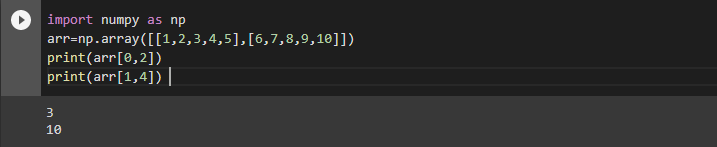 import numpy as np
arr=np.array([[1,2,3,4,5],[6,7,8,9,10]])
print(arr[0,2])
print(arr[1,4])
3
10